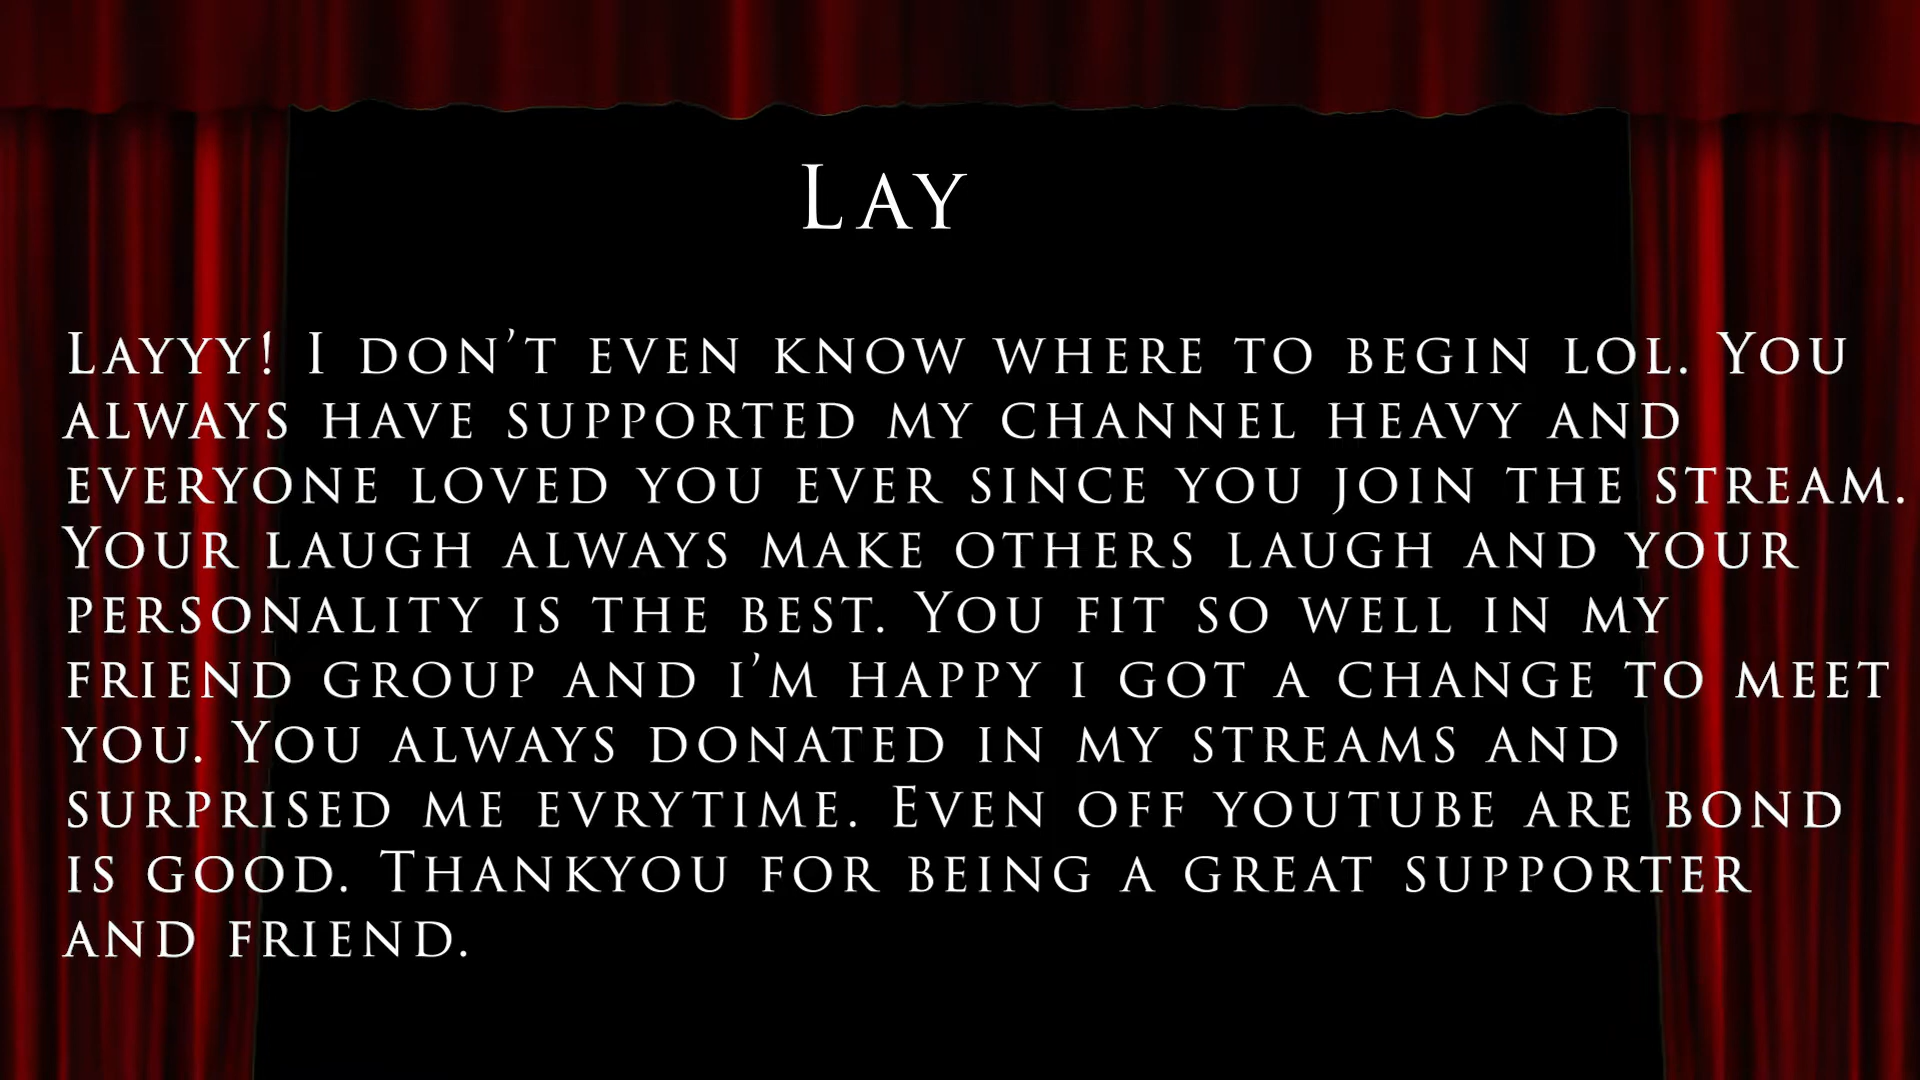 Lay
Layyy! I don't even know where to begin lol. You
always have supported my channel heavy and
everyone loved you ever since you join the stream.
Your laugh always make others laugh and your
personality is the best. You fit so well in my
friend group and i'm happy i got a change to meet
you. You always donated in my streams and
surprised me evrytime. Even off youtube are bond
is good. Thankyou for being a great supporter
and friend.